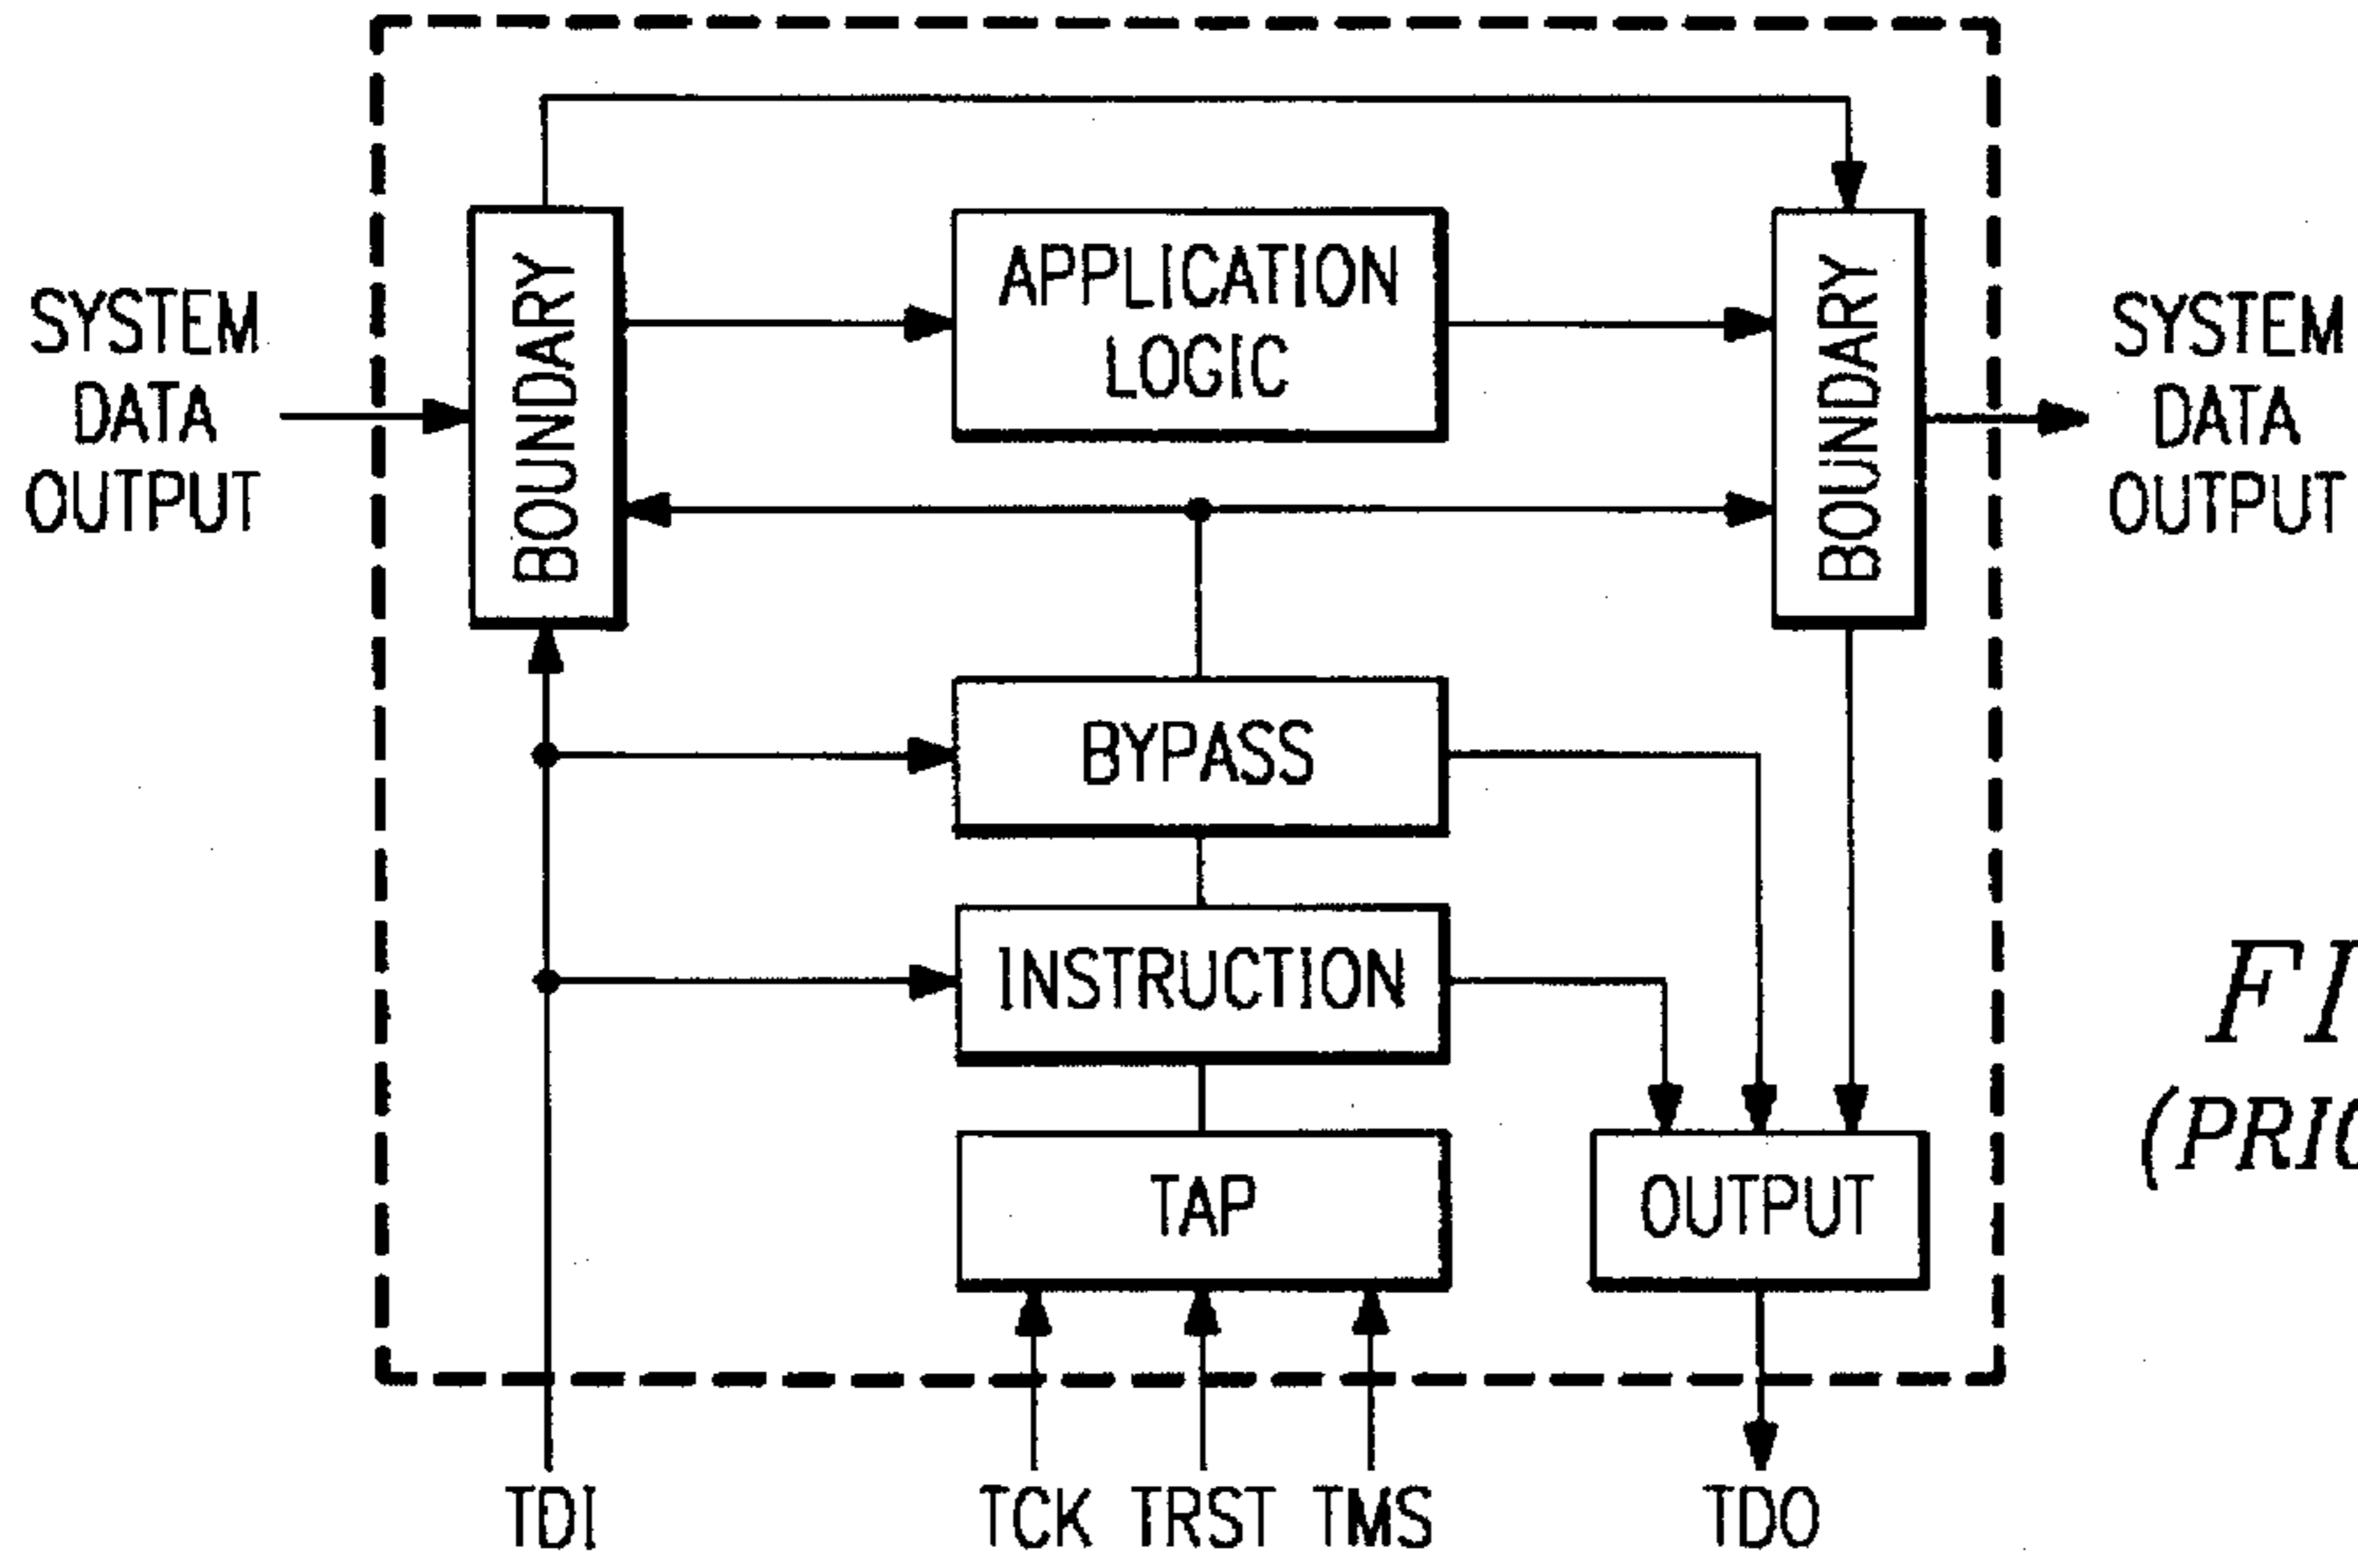 SYSTEM
DATA
OUTPUT
BOUNDARY
APPLICATION
LOGIC
BOUNDARY
SYSTEM
DATA
OUTPUT
BYPASS
INSTRUCTION
TAP
OUTPUT
TDI
TCK
TRST
TMS
TDO